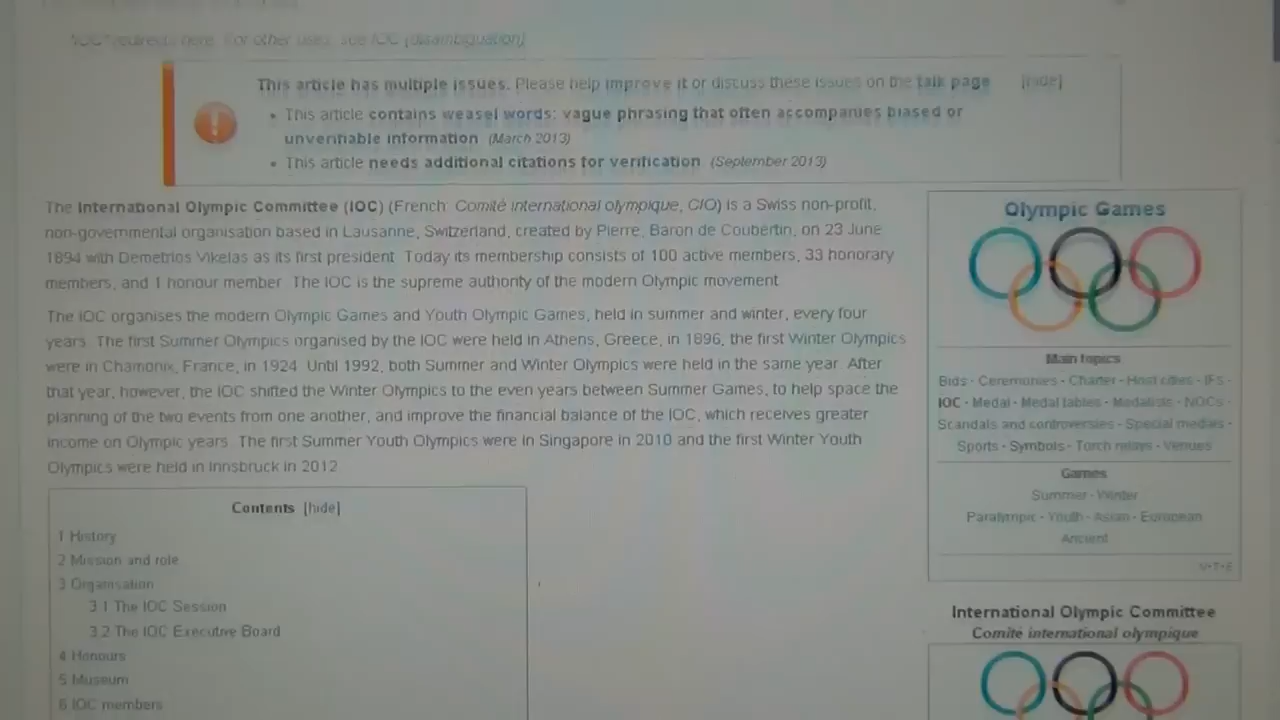 "IOC" redirects here. For other uses, see IOC (disambiguation)
This article has multiple issues. Please help improve it or discuss these issues on the talk page [hide]
• This article contains weasel words: vague phrasing that often accompanies biased or
unverifiable information (March 2013)
• This article needs additional citations for verification (September 2013)
The International Olympic Committee (IOC) (French: Comité international olympique, CIO) is a Swiss non-profit,
non-governmental organisation based in Lausanne, Switzerland, created by Pierre, Baron de Coubertin, on 23 June
1894 with Demetrios Vikelas as its first president. Today its membership consists of 100 active members, 33 honorary
members, and 1 honour member. The IOC is the supreme authority of the modern Olympic movement
The IOC organises the modern Olympic Games and Youth Olympic Games, held in summer and winter, every four
years. The first Summer Olympics organised by the IOC were held in Athens, Greece, in 1896, the first Winter Olympics
were in Chamonix, France, in 1924. Until 1992, both Summer and Winter Olympics were held in the same year. After
that year, however, the IOC shifted the Winter Olympics to the even years between Summer Games, to help space the
planning of the two events from one another, and improve the financial balance of the IOC, which receives greater
income on Olympic years. The first Summer Youth Olympics were in Singapore in 2010 and the first Winter Youth
Olympics were held in Innsbruck in 2012
Contents [hide]
1 History
2 Mission and role
3 Organisation
3.1 The IOC Session
3.2 The IOC Executive Board
4 Honours
5 Museum
6 IOC members
Olympic Games
Main topics
Bids · Ceremonies · Charter · Host cities · IFs ·
IOC · Medal · Medal tables · Medalists · NOCs ·
Scandals and controversies · Special medals ·
Sports · Symbols · Torch relays · Venues
Games
Summer · Winter
Paralympic · Youth · Asian · European
Ancient
V·T·E
International Olympic Committee
Comité international olympique